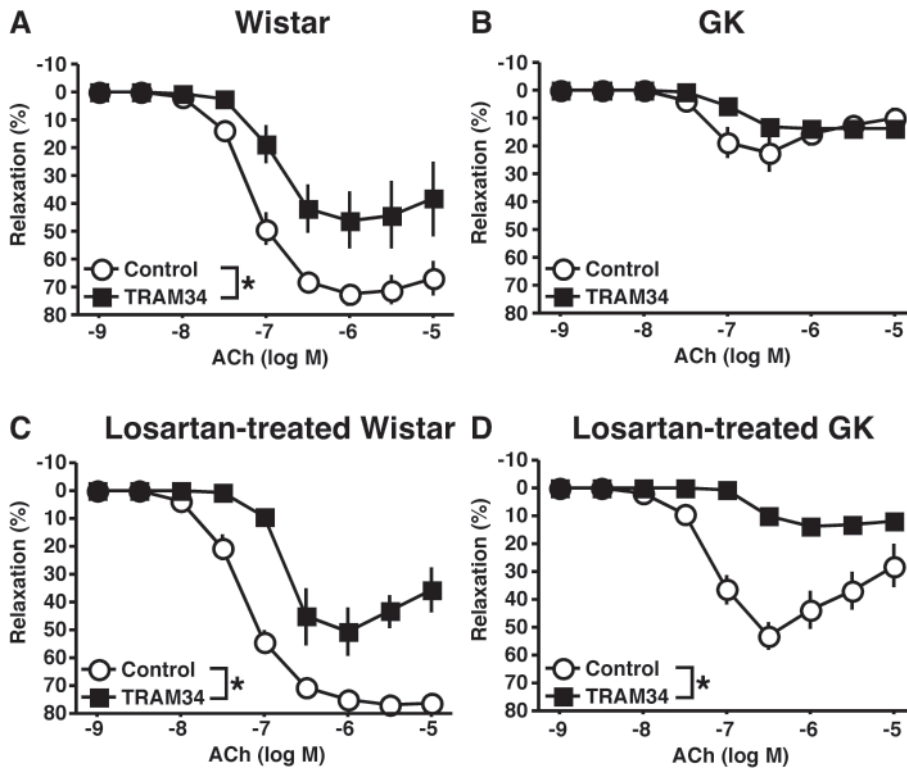 A Wistar
-10
0
10
20
30
40
50
60
70
80
Relaxation (%)
Control
TRAM34
*
-9 -8 -7 -6 -5
ACh (log M)
B GK
-10
0
10
20
30
40
50
60
70
80
Relaxation (%)
Control
TRAM34
-9 -8 -7 -6 -5
ACh (log M)
C Losartan-treated Wistar
-10
0
10
20
30
40
50
60
70
80
Relaxation (%)
Control
TRAM34
*
-9 -8 -7 -6 -5
ACh (log M)
D Losartan-treated GK
-10
0
10
20
30
40
50
60
70
80
Relaxation (%)
Control
TRAM34
*
-9 -8 -7 -6 -5
ACh (log M)